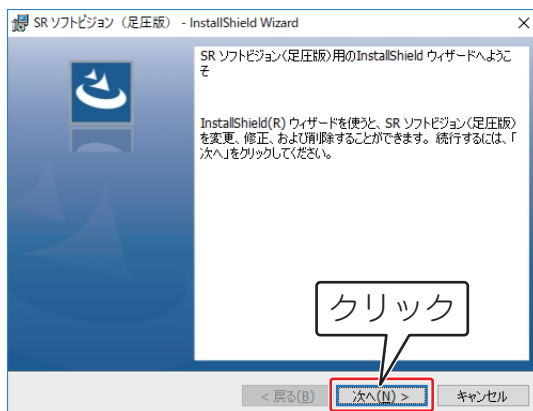 SR ソフトビジョン（足圧版） - InstallShield Wizard
SR ソフトビジョン(足圧版)用のInstallShield ウィザードへようこ
そ
InstallShield(R) ウィザードを使うと、SR ソフトビジョン(足圧版)
を変更、修正、および削除することができます。続行するには、「
次へ」をクリックしてください。
クリック
< 戻る(B)
次へ(N) >
キャンセル